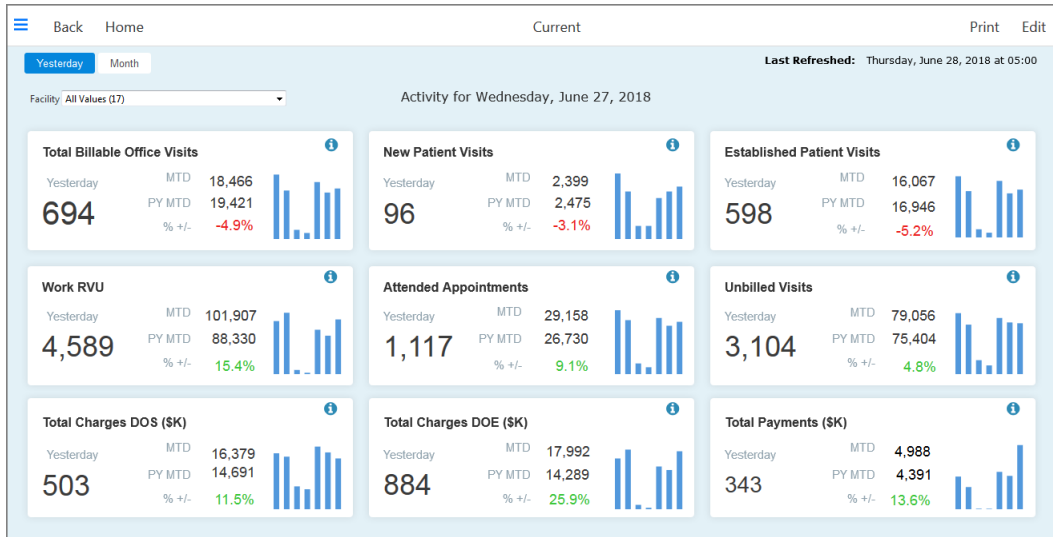 Back Home Current Print Edit
Yesterday Month Last Refreshed: Thursday, June 28, 2018 at 05:00
Facility All Values (17) Activity for Wednesday, June 27, 2018
Total Billable Office Visits
Yesterday MTD 18,466
694 PY MTD 19,421
% +/- -4.9%
New Patient Visits
Yesterday MTD 2,399
96 PY MTD 2,475
% +/- -3.1%
Established Patient Visits
Yesterday MTD 16,067
598 PY MTD 16,946
% +/- -5.2%
Work RVU
Yesterday MTD 101,907
4,589 PY MTD 88,330
% +/- 15.4%
Attended Appointments
Yesterday MTD 29,158
1,117 PY MTD 26,730
% +/- 9.1%
Unbilled Visits
Yesterday MTD 79,056
3,104 PY MTD 75,404
% +/- 4.8%
Total Charges DOS ($K)
Yesterday MTD 16,379
503 PY MTD 14,691
% +/- 11.5%
Total Charges DOE ($K)
Yesterday MTD 17,992
884 PY MTD 14,289
% +/- 25.9%
Total Payments ($K)
Yesterday MTD 4,988
343 PY MTD 4,391
% +/- 13.6%